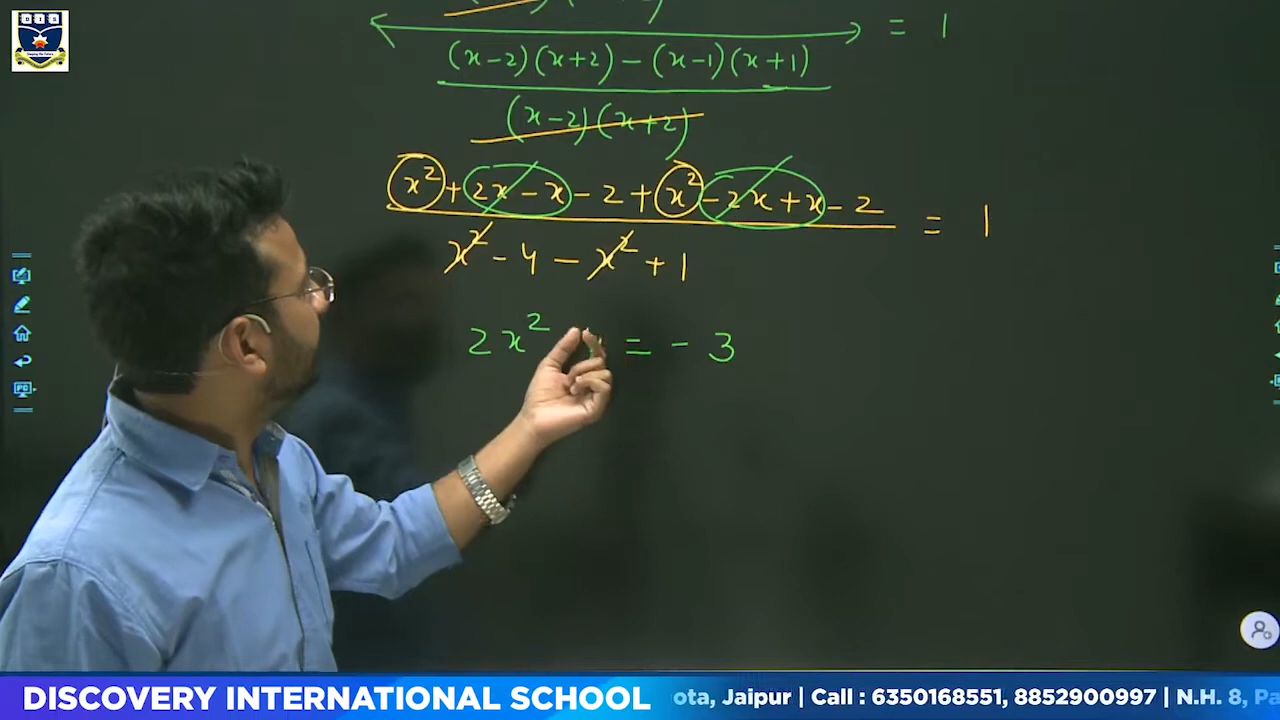 = 1
(x-2)(x+2) - (x-1)(x+1)
(x-2)(x+2)
x² + 2x - x - 2 + x² - 2x + x - 2 = 1
x² - 4 - x² + 1
2x² = - 3
DISCOVERY INTERNATIONAL SCHOOL
ota, Jaipur | Call : 6350168551, 8852900997 | N.H. 8, Pa